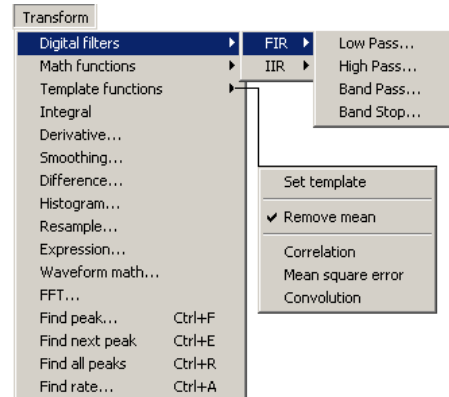 Transform
Digital filters
Math functions
Template functions
Integral
Derivative...
Smoothing...
Difference...
Histogram...
Resample...
Expression...
Waveform math...
FFT...
Find peak... Ctrl+F
Find next peak Ctrl+E
Find all peaks Ctrl+R
Find rate... Ctrl+A
FIR
IIR
Low Pass...
High Pass...
Band Pass...
Band Stop...
Set template
Remove mean
Correlation
Mean square error
Convolution